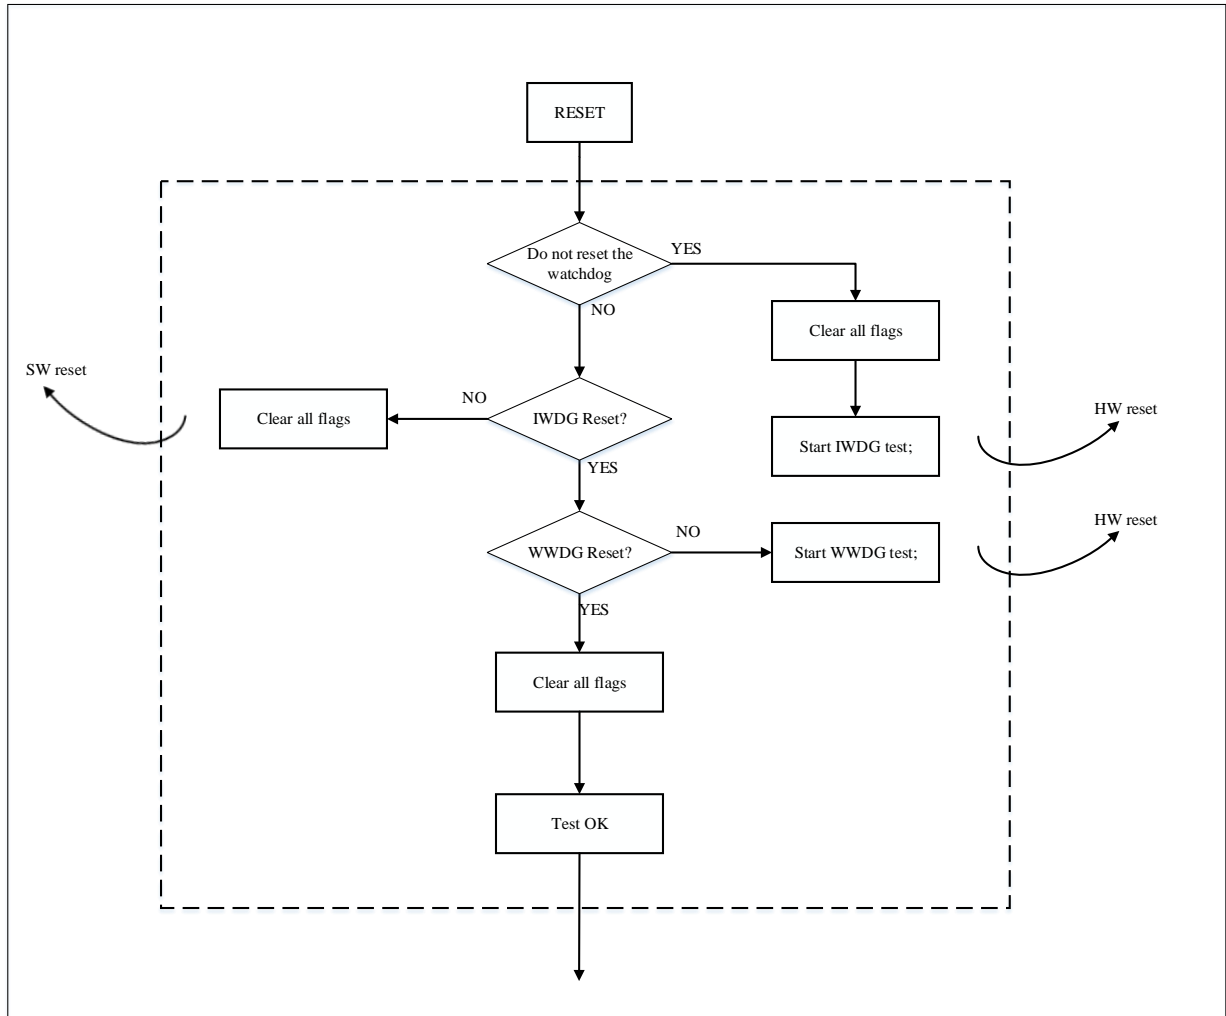 RESET
Do not reset the
watchdog
YES
NO
Clear all flags
SW reset
Clear all flags
NO
IWDG Reset?
YES
Start IWDG test;
HW reset
WWDG Reset?
NO
Start WWDG test;
HW reset
YES
Clear all flags
Test OK